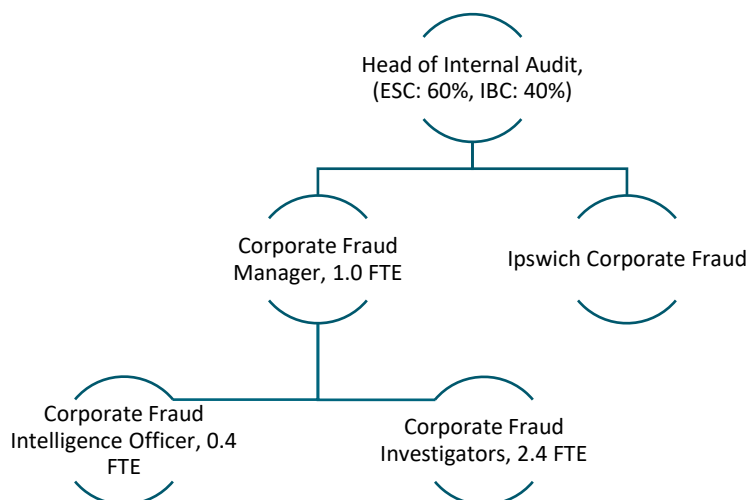 Head of Internal Audit,
(ESC: 60%, IBC: 40%)
Corporate Fraud
Manager, 1.0 FTE
Ipswich Corporate Fraud
Corporate Fraud
Intelligence Officer, 0.4
FTE
Corporate Fraud
Investigators, 2.4 FTE